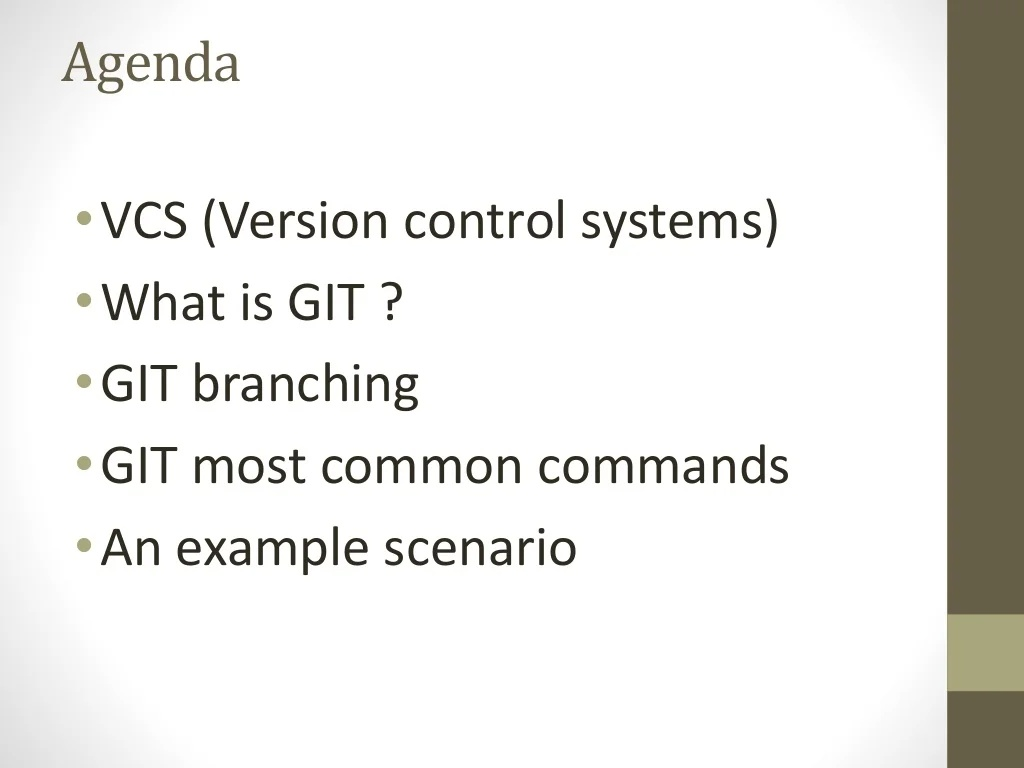 Agenda
•VCS (Version control systems)
•What is GIT ?
•GIT branching
•GIT most common commands
•An example scenario